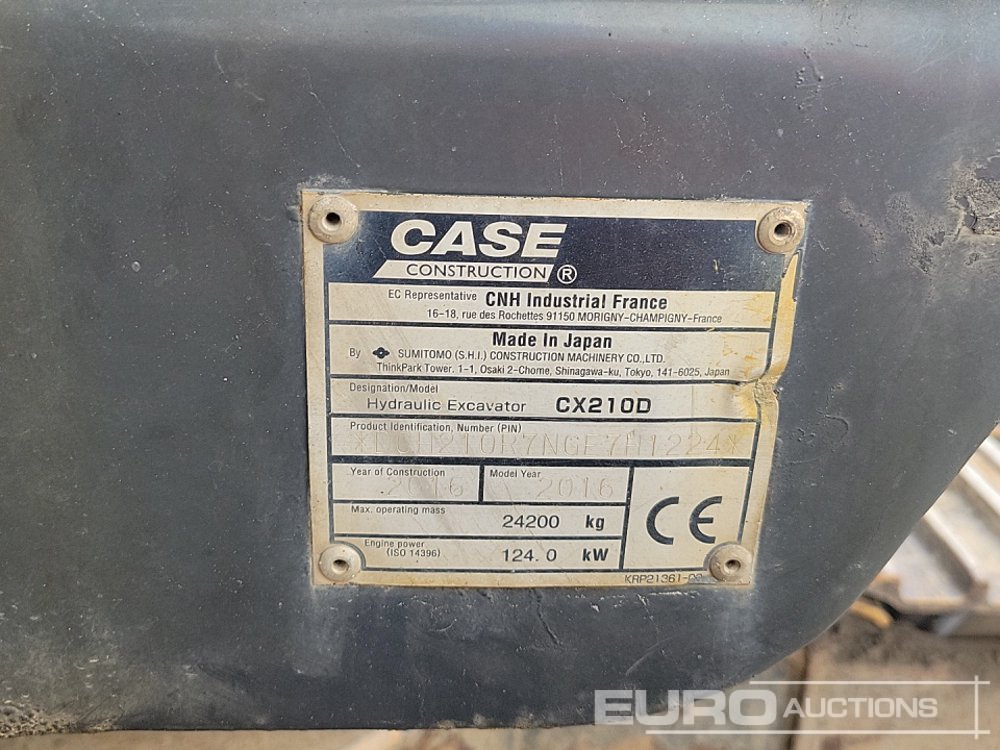 CASE
CONSTRUCTION ®
EC Representative CNH Industrial France
16-18, rue des Rochettes 91150 MORIGNY-CHAMPIGNY-France
Made In Japan
By SUMITOMO (S.H.I.) CONSTRUCTION MACHINERY CO.,LTD.
ThinkPark Tower. 1-1, Osaki 2-Chome, Shinagawa-ku, Tokyo, 141-6025, Japan
Designation/Model
Hydraulic Excavator CX210D
Product Identification, Number (PIN)
Year of Construction Model Year
2016 2016
Max. operating mass
24200 kg
CE
Engine power
(ISO 14396) 124.0 kW
EURO AUCTIONS